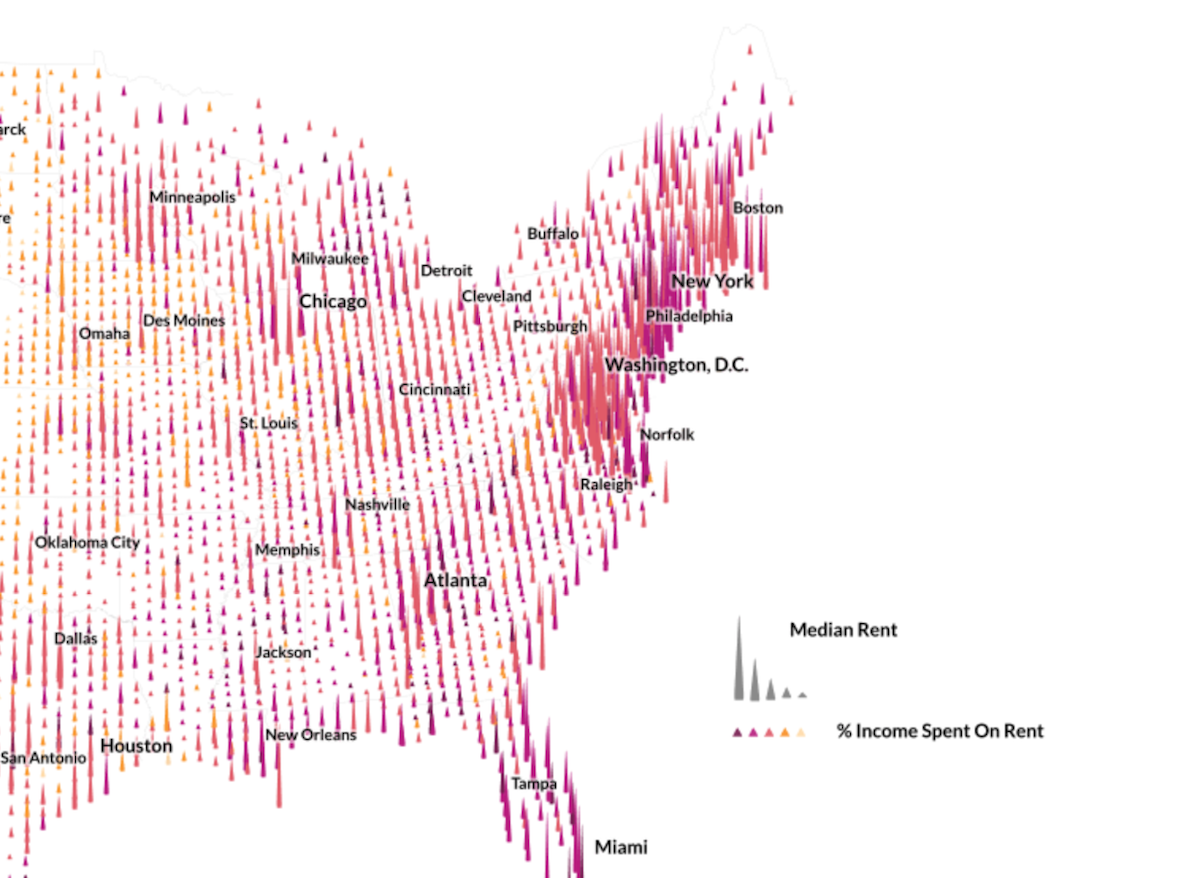 Minneapolis
Boston
Buffalo
Milwaukee
Detroit
New York
Cleveland
Chicago
Philadelphia
Des Moines
Pittsburgh
Omaha
Washington, D.C.
Cincinnati
St. Louis
Norfolk
Raleigh
Nashville
Oklahoma City
Memphis
Atlanta
Median Rent
Dallas
Jackson
% Income Spent On Rent
New Orleans
Houston
San Antonio
Tampa
Miami